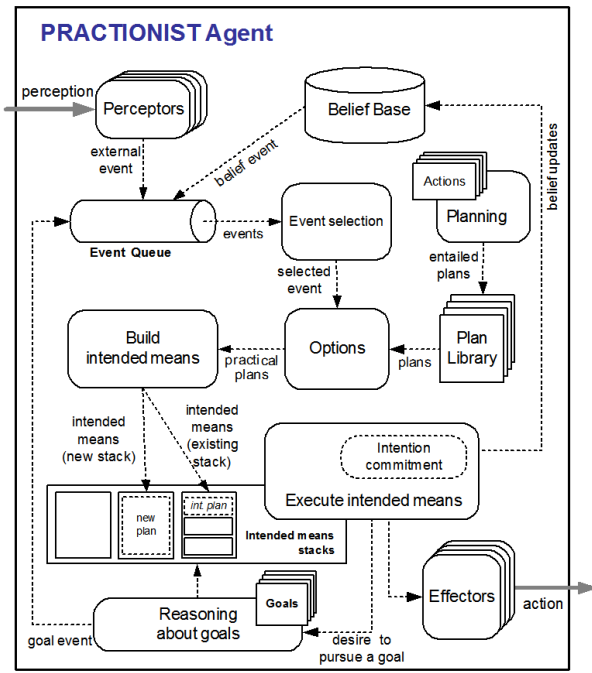 PRACTIONIST Agent
perception
Perceptors
Belief Base
external
event
belief event
belief updates
Actions
Planning
Event Queue
events
Event selection
selected
event
entailed
plans
Build
intended means
practical
plans
Options
plans
Plan
Library
intended
means
(new stack)
intended
means
(existing
stack)
Intention
commitment
Execute intended means
new
plan
int. plan
Intended means
stacks
Goals
Reasoning
about goals
goal event
desire to
pursue a goal
Effectors
action